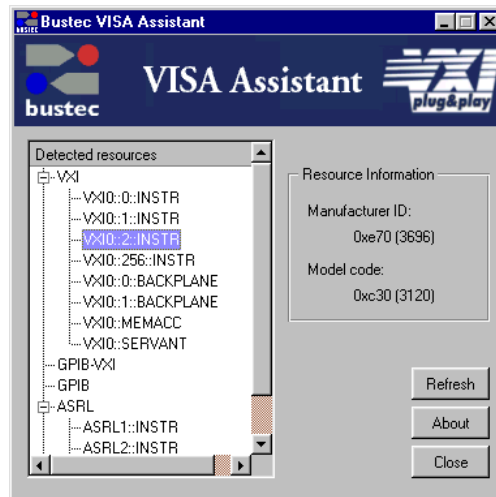 Bustec VISA Assistant
bustec
bustec
VISA Assistant
VXI
plug&play
Detected resources
VXI
VXI0::0::INSTR
VXI0::1::INSTR
VXI0::2::INSTR
VXI0::256::INSTR
VXI0::0::BACKPLANE
VXI0::1::BACKPLANE
VXI0::MEMACC
VXI0::SERVANT
GPIB-VXI
GPIB
ASRL
ASRL1::INSTR
ASRL2::INSTR
Resource Information
Manufacturer ID:
0xe70 (3696)
Model code:
0xc30 (3120)
Refresh
About
Close